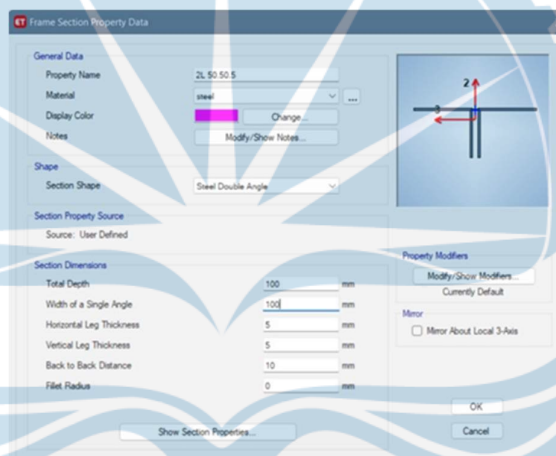 ET Frame Section Property Data
General Data
Property Name 2L 50.50.5
Material steel ...
Display Color Change...
Notes Modify/Show Notes...
Shape
Section Shape Steel Double Angle
Section Property Source
Source: User Defined
Section Dimensions
Total Depth 100 mm
Width of a Single Angle 100 mm
Horizontal Leg Thickness 5 mm
Vertical Leg Thickness 5 mm
Back to Back Distance 10 mm
Fillet Radius 0 mm
Show Section Properties...
2
3
Property Modifiers
Modify/Show Modifiers...
Currently Default
Mirror
Mirror About Local 3-Axis
OK
Cancel